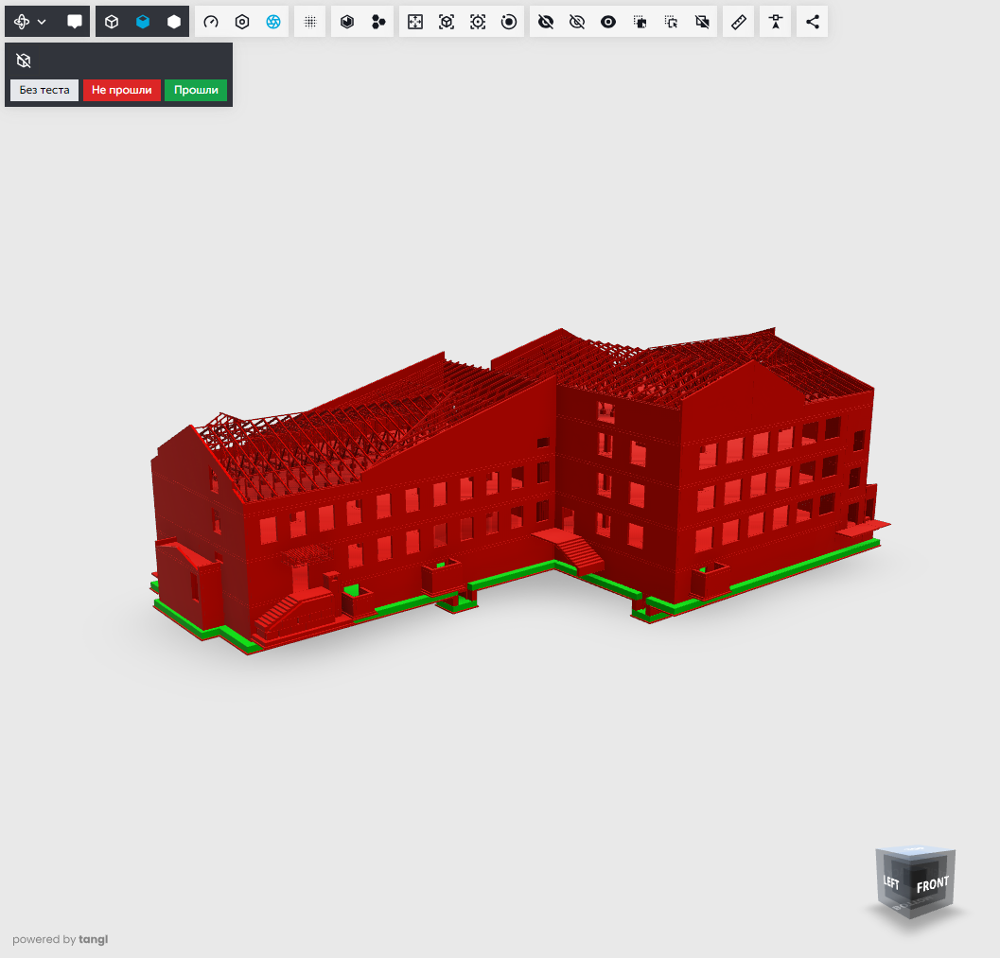 Без теста Не прошли Прошли
LEFT FRONT
powered by tangl